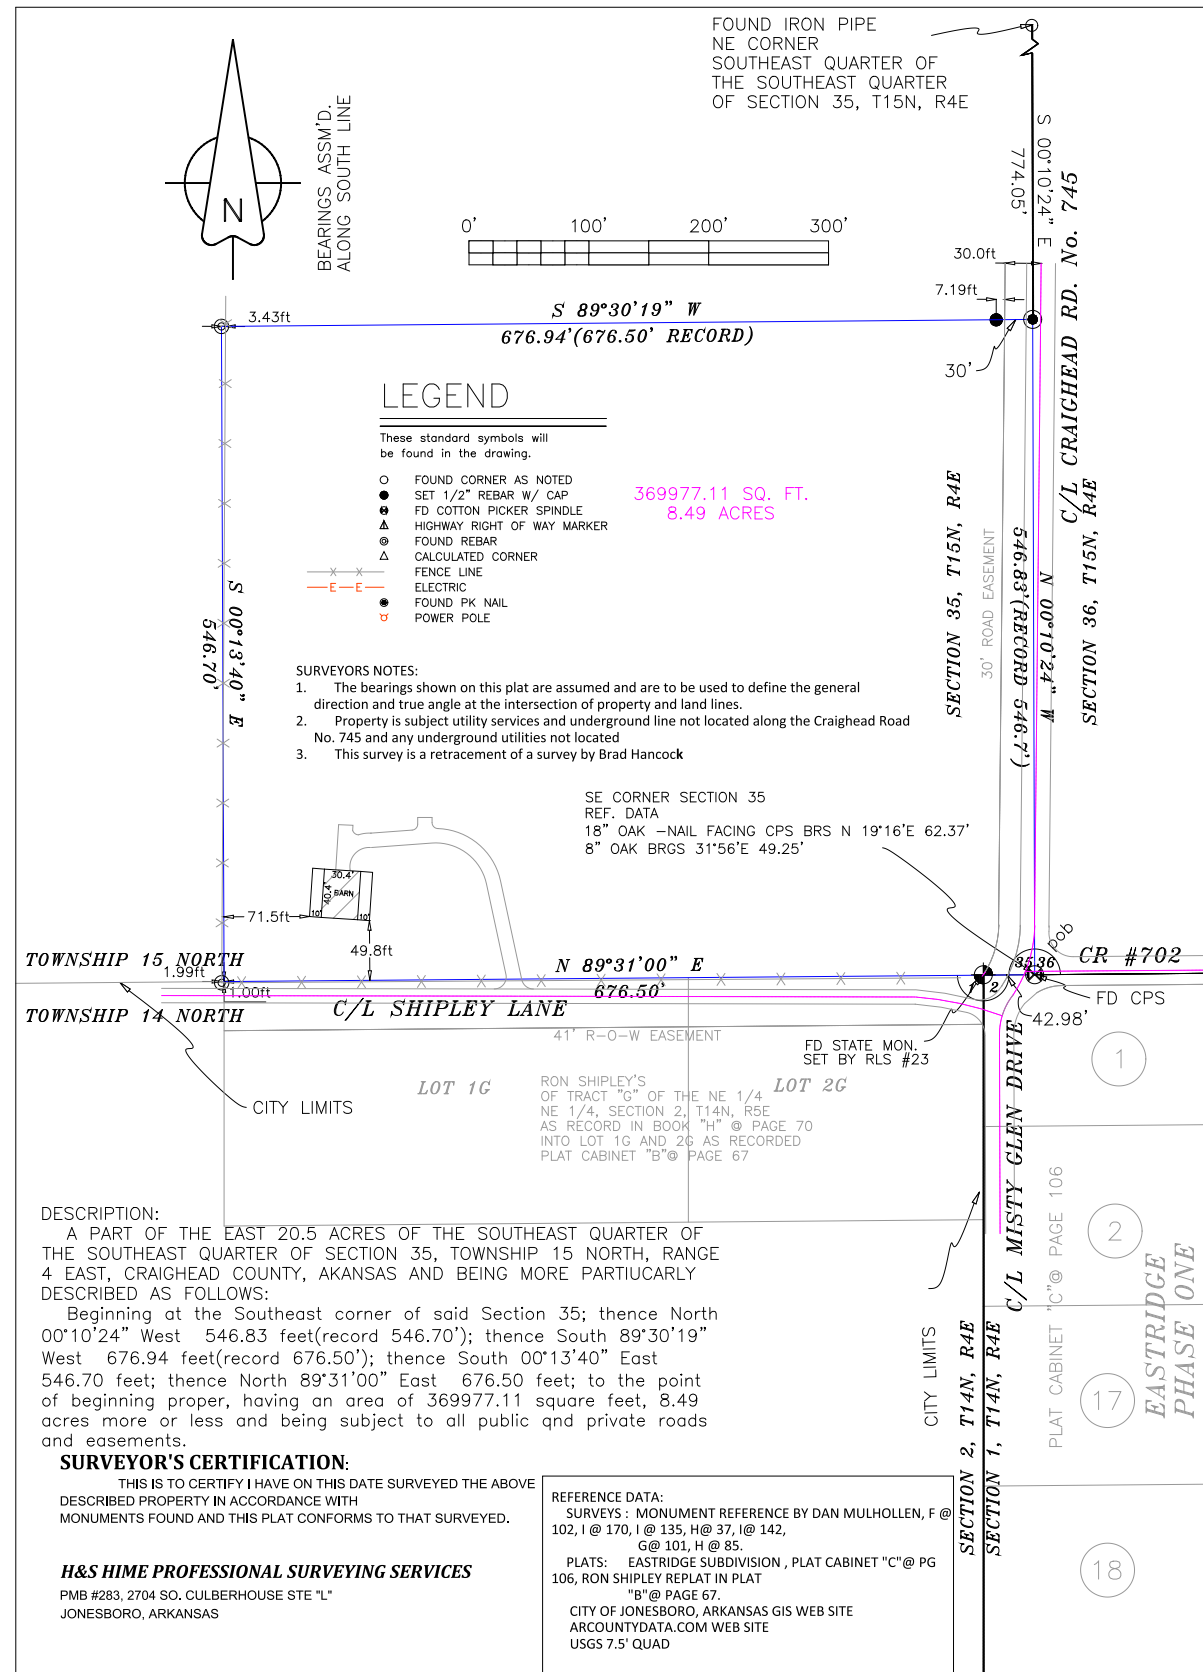 FOUND IRON PIPE
NE CORNER
SOUTHEAST QUARTER OF
THE SOUTHEAST QUARTER
OF SECTION 35, T15N, R4E
N
BEARINGS ASSM'D.
ALONG SOUTH LINE
0' 100' 200' 300'
S 00°10'24" E
774.05'
C/L CRAIGHEAD RD. No. 745
30.0ft
7.19ft
30'
3.43ft
S 89°30'19" W
676.94'(676.50' RECORD)
LEGEND
These standard symbols will
be found in the drawing.
FOUND CORNER AS NOTED
SET 1/2" REBAR W/ CAP
FD COTTON PICKER SPINDLE
HIGHWAY RIGHT OF WAY MARKER
FOUND REBAR
CALCULATED CORNER
X X FENCE LINE
E E ELECTRIC
FOUND PK NAIL
POWER POLE
369977.11 SQ. FT.
8.49 ACRES
SECTION 35, T15N, R4E
30' ROAD EASEMENT
546.83'(RECORD 546.7')
N 00°10'24" W
SECTION 36, T15N, R4E
S 00°13'40" E
546.70'
SURVEYORS NOTES:
1. The bearings shown on this plat are assumed and are to be used to define the general
direction and true angle at the intersection of property and land lines.
2. Property is subject utility services and underground line not located along the Craighead Road
No. 745 and any underground utilities not located
3. This survey is a retracement of a survey by Brad Hancock
SE CORNER SECTION 35
REF. DATA
18" OAK -NAIL FACING CPS BRS N 19°16'E 62.37'
8" OAK BRGS 31°56'E 49.25'
30.4'
40.4'
BARN
10' 10'
71.5ft
49.8ft
pob
35 36
2
CR #702
FD CPS
42.98'
TOWNSHIP 15 NORTH
1.99ft
1.00ft
TOWNSHIP 14 NORTH
N 89°31'00" E
676.50'
C/L SHIPLEY LANE
41' R-O-W EASEMENT
FD STATE MON.
SET BY RLS #23
CITY LIMITS
LOT 1G
LOT 2G
RON SHIPLEY'S
OF TRACT "G" OF THE NE 1/4
NE 1/4, SECTION 2, T14N, R5E
AS RECORD IN BOOK "H" @ PAGE 70
INTO LOT 1G AND 2G AS RECORDED
PLAT CABINET "B"@ PAGE 67
C/L MISTY GLEN DRIVE
1
2
17
18
PLAT CABINET "C"@ PAGE 106
EASTRIDGE
PHASE ONE
CITY LIMITS
SECTION 2, T14N, R4E
SECTION 1, T14N, R4E
DESCRIPTION:
A PART OF THE EAST 20.5 ACRES OF THE SOUTHEAST QUARTER OF
THE SOUTHEAST QUARTER OF SECTION 35, TOWNSHIP 15 NORTH, RANGE
4 EAST, CRAIGHEAD COUNTY, AKANSAS AND BEING MORE PARTIUCARLY
DESCRIBED AS FOLLOWS:
Beginning at the Southeast corner of said Section 35; thence North
00°10'24" West 546.83 feet(record 546.70'); thence South 89°30'19"
West 676.94 feet(record 676.50'); thence South 00°13'40" East
546.70 feet; thence North 89°31'00" East 676.50 feet; to the point
of beginning proper, having an area of 369977.11 square feet, 8.49
acres more or less and being subject to all public qnd private roads
and easements.
SURVEYOR'S CERTIFICATION:
THIS IS TO CERTIFY I HAVE ON THIS DATE SURVEYED THE ABOVE
DESCRIBED PROPERTY IN ACCORDANCE WITH
MONUMENTS FOUND AND THIS PLAT CONFORMS TO THAT SURVEYED.
H&S HIME PROFESSIONAL SURVEYING SERVICES
PMB #283, 2704 SO. CULBERHOUSE STE "L"
JONESBORO, ARKANSAS
REFERENCE DATA:
SURVEYS : MONUMENT REFERENCE BY DAN MULHOLLEN, F @
102, I @ 170, I @ 135, H@ 37, I@ 142,
G@ 101, H @ 85.
PLATS: EASTRIDGE SUBDIVISION , PLAT CABINET "C"@ PG
106, RON SHIPLEY REPLAT IN PLAT
"B"@ PAGE 67.
CITY OF JONESBORO, ARKANSAS GIS WEB SITE
ARCOUNTYDATA.COM WEB SITE
USGS 7.5' QUAD